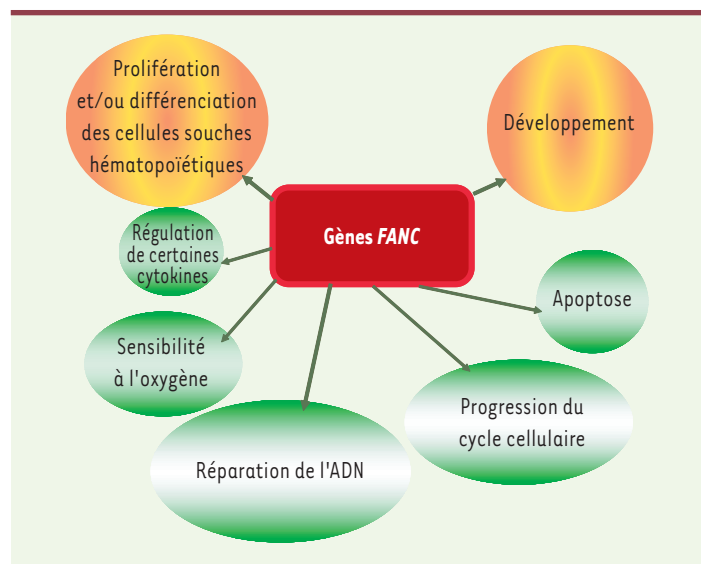 Prolifération
et/ou différenciation
des cellules souches
hématopoïétiques
Développement
Gènes FANC
Régulation
de certaines
cytokines
Apoptose
Sensibilité
à l'oxygène
Progression du
cycle cellulaire
Réparation de l'ADN